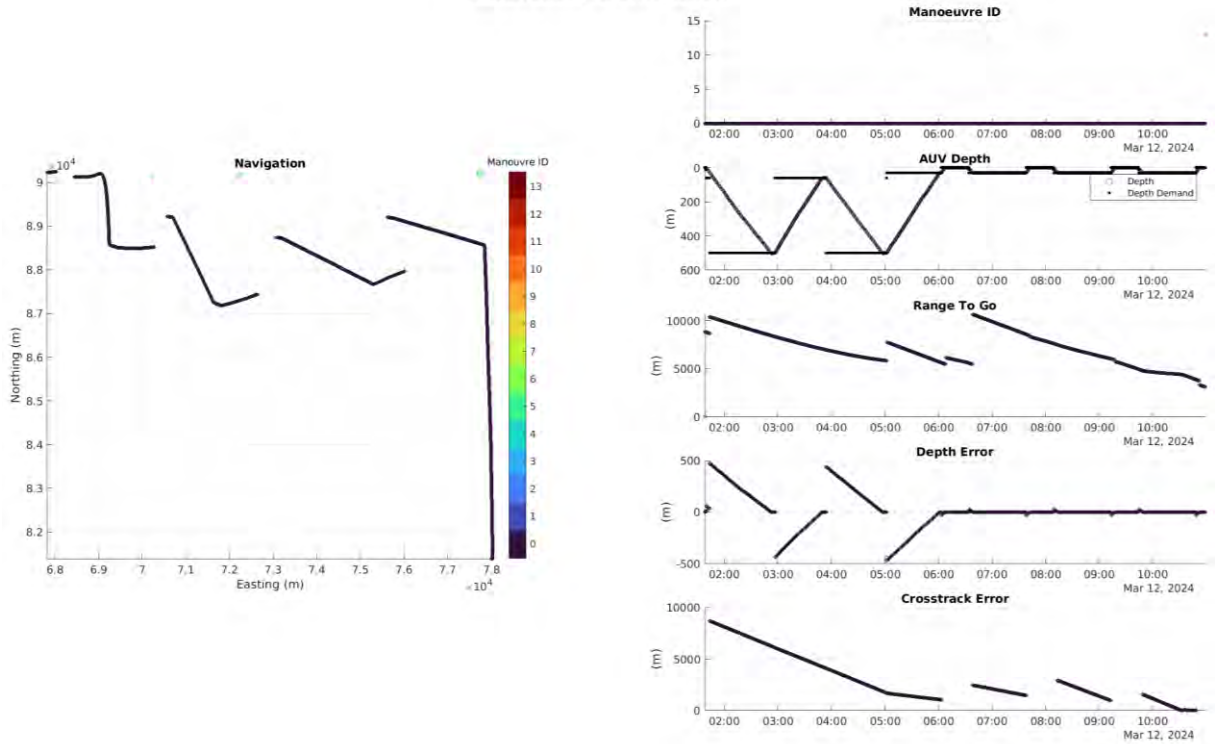 Navigation
×10⁴
9
8.9
8.8
8.7
8.6
8.5
8.4
8.3
8.2
Northing (m)
6.8 6.9 7 7.1 7.2 7.3 7.4 7.5 7.6 7.7 7.8
Easting (m)
×10⁴
Manoeuvre ID
13
12
11
10
9
8
7
6
5
4
3
2
1
0
Manoeuvre ID
15
10
5
0
02:00 03:00 04:00 05:00 06:00 07:00 08:00 09:00 10:00
Mar 12, 2024
AUV Depth
0
200
400
600
(m)
Depth
Depth Demand
02:00 03:00 04:00 05:00 06:00 07:00 08:00 09:00 10:00
Mar 12, 2024
Range To Go
10000
5000
0
(m)
02:00 03:00 04:00 05:00 06:00 07:00 08:00 09:00 10:00
Mar 12, 2024
Depth Error
500
0
-500
(m)
02:00 03:00 04:00 05:00 06:00 07:00 08:00 09:00 10:00
Mar 12, 2024
Crosstrack Error
10000
5000
0
(m)
02:00 03:00 04:00 05:00 06:00 07:00 08:00 09:00 10:00
Mar 12, 2024